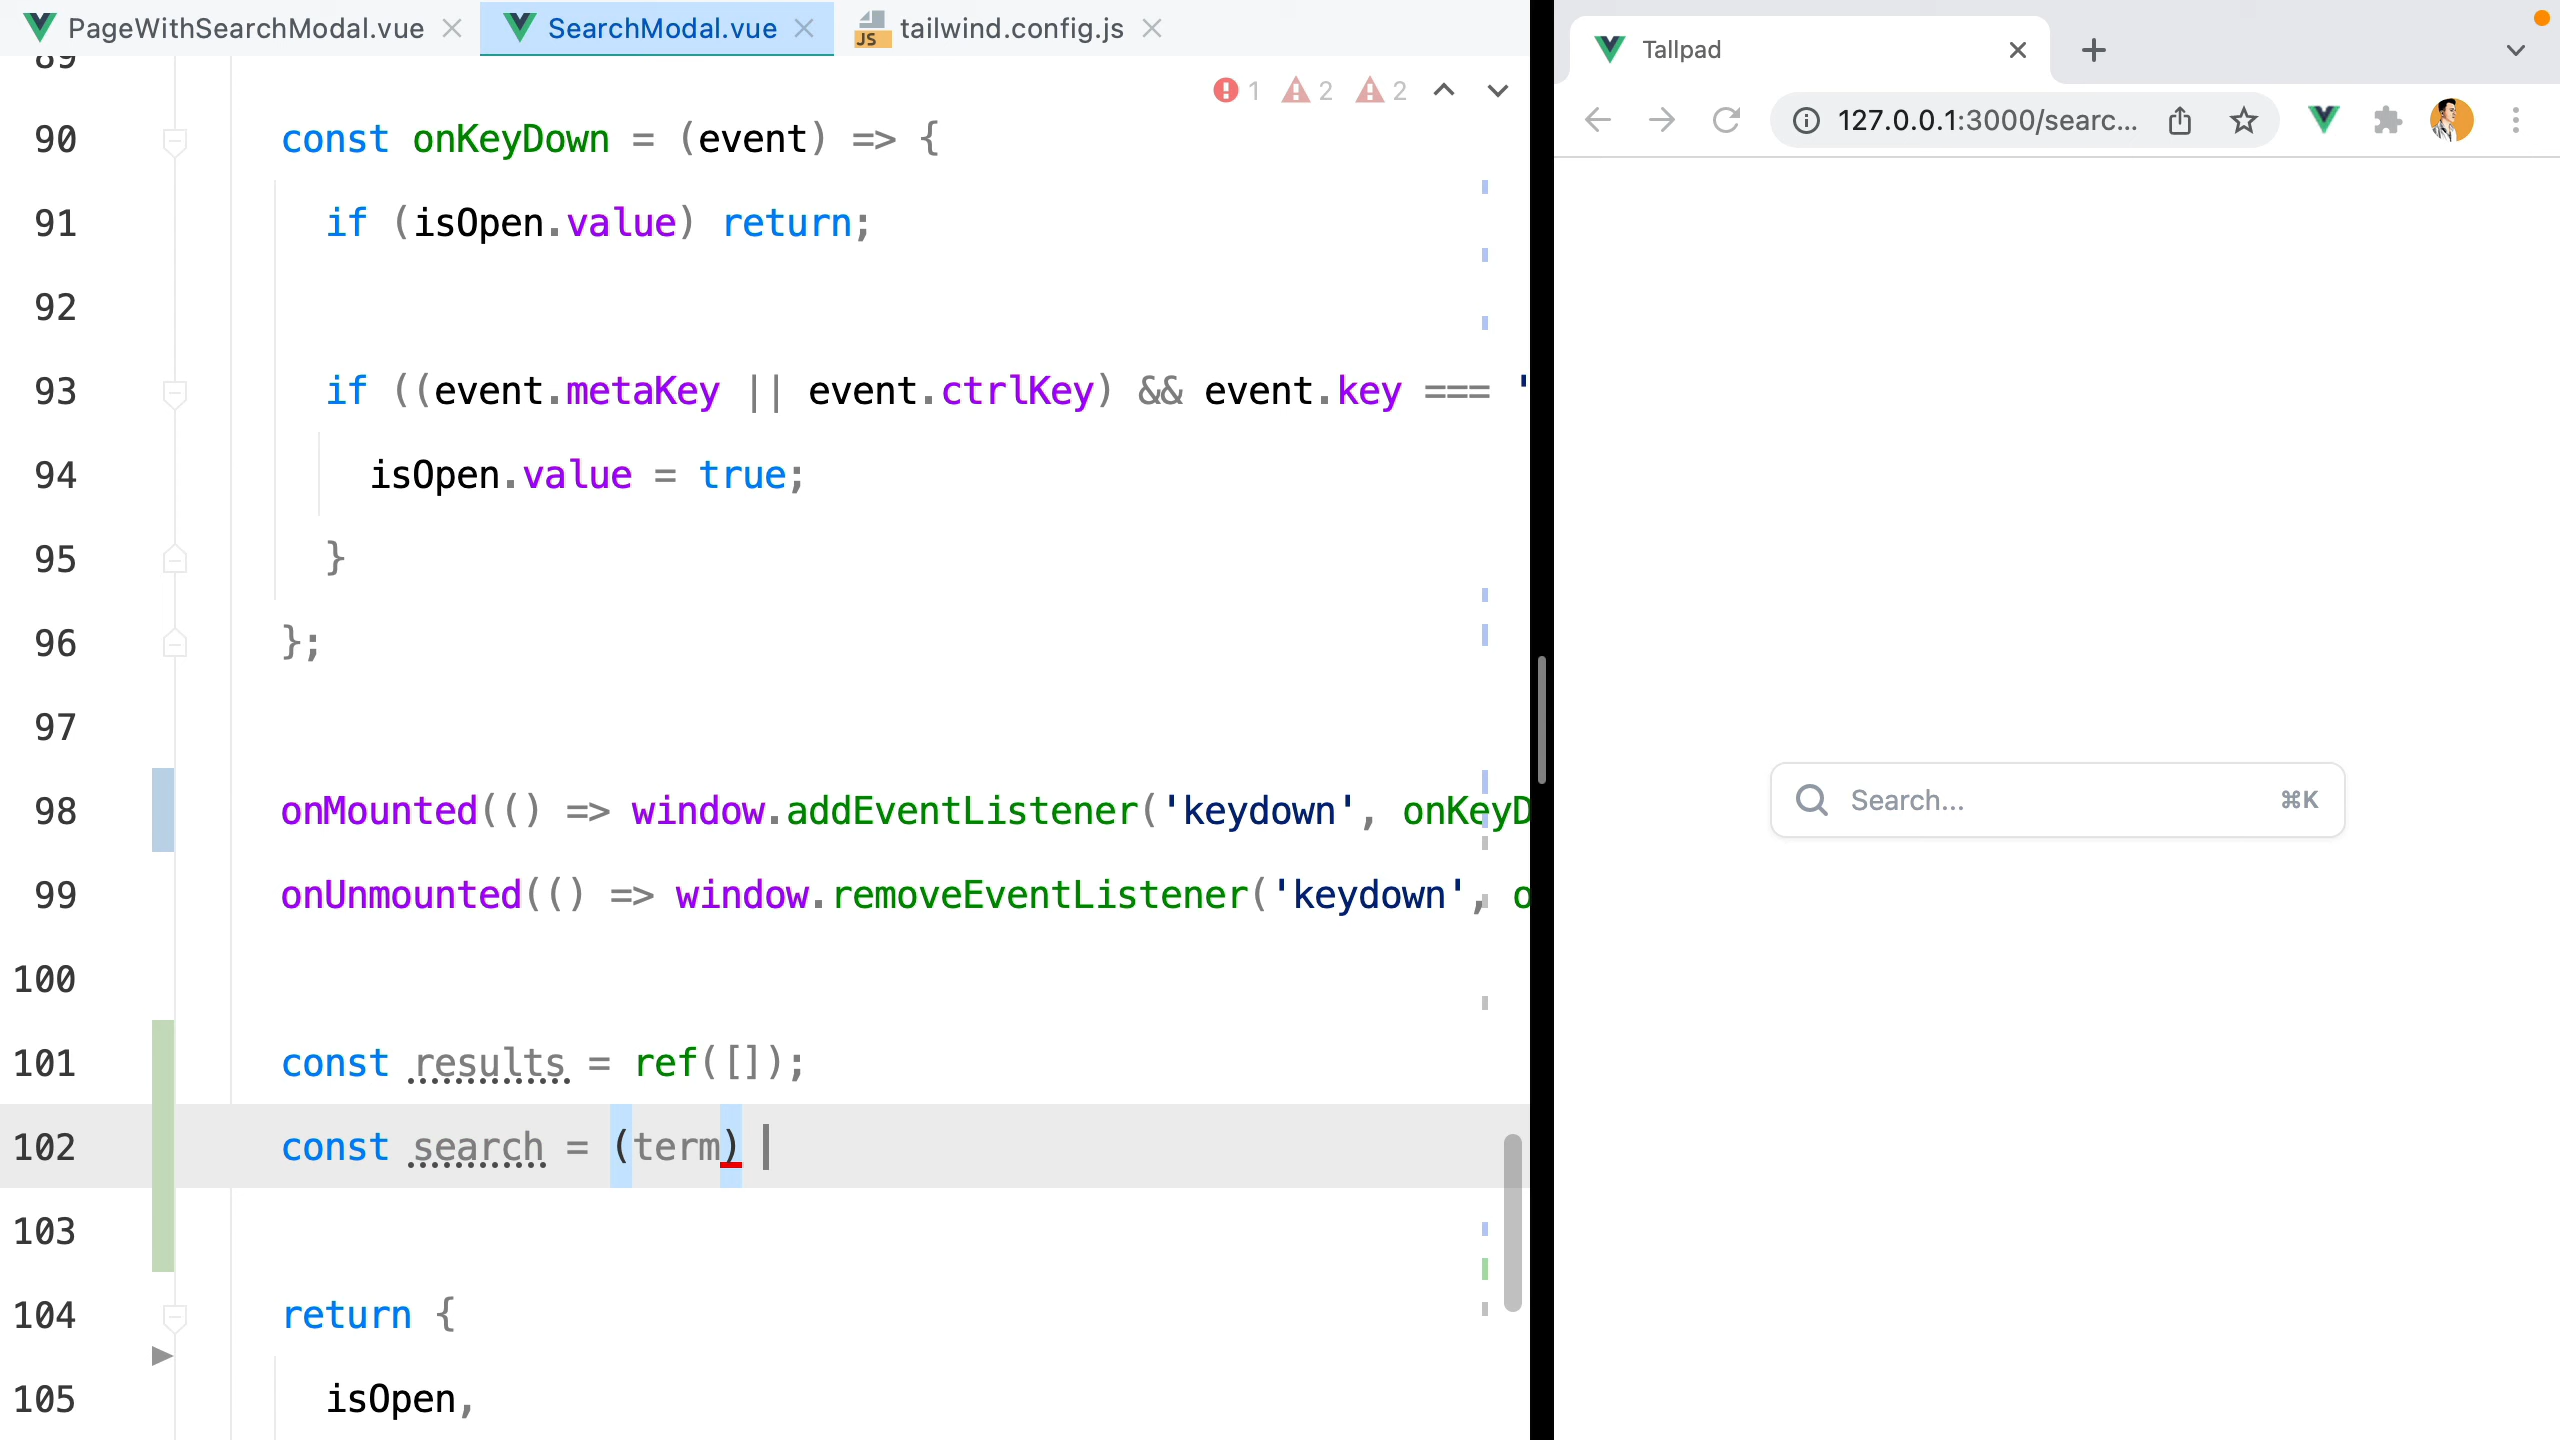 PageWithSearchModal.vue
SearchModal.vue
tailwind.config.js
JS
1 2 2
90 const onKeyDown = (event) => {
91 if (isOpen.value) return;
92
93 if ((event.metaKey || event.ctrlKey) && event.key === '
94 isOpen.value = true;
95 }
96 };
97
98 onMounted(() => window.addEventListener('keydown', onKeyD
99 onUnmounted(() => window.removeEventListener('keydown', o
100
101 const results = ref([]);
102 const search = (term)
103
104 return {
105 isOpen,
Tallpad
127.0.0.1:3000/searc...
Search...
⌘K